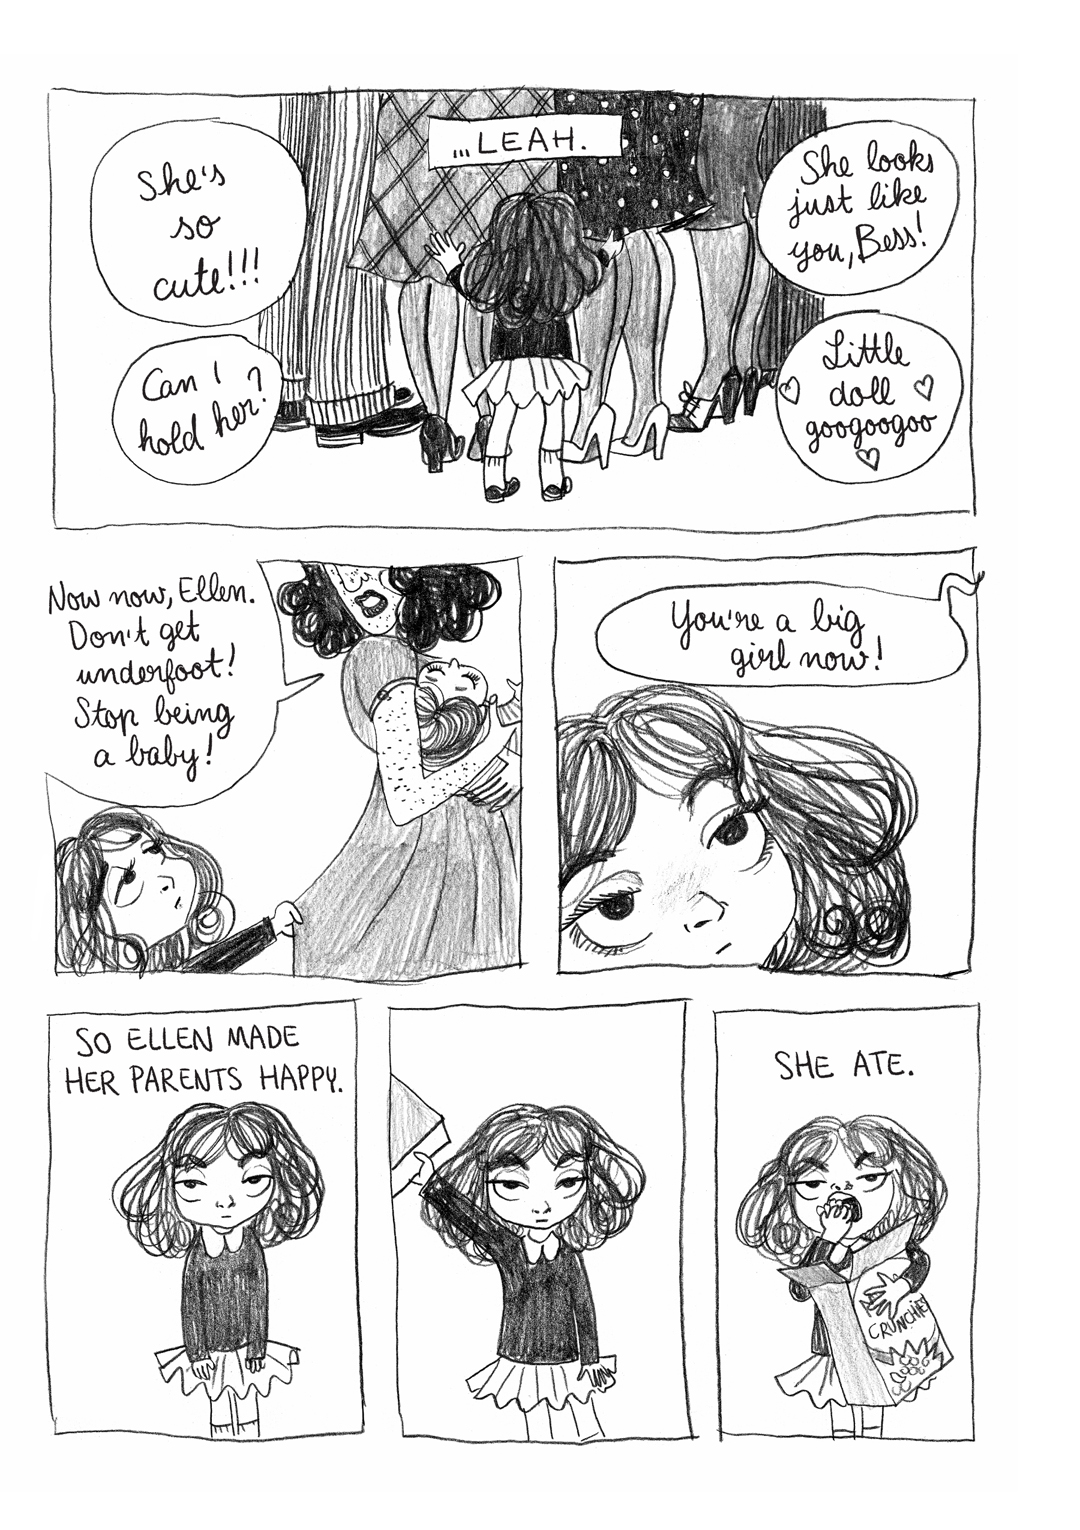 ...LEAH.
She's
so
cute!!!
Can I
hold her?
She looks
just like
you, Bess!
Little
doll
googoogoo
Now now, Ellen.
Don't get
underfoot!
Stop being
a baby!
You're a big
girl now!
SO ELLEN MADE
HER PARENTS HAPPY.
SHE ATE.
CRUNCHIES